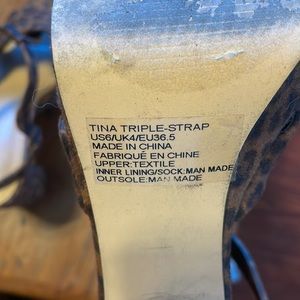 TINA TRIPLE-STRAP
US6/UK4/EU36.5
MADE IN CHINA
FABRIQUÉ EN CHINE
UPPER:TEXTILE
INNER LINING/SOCK:MAN MADE
OUTSOLE:MAN MADE